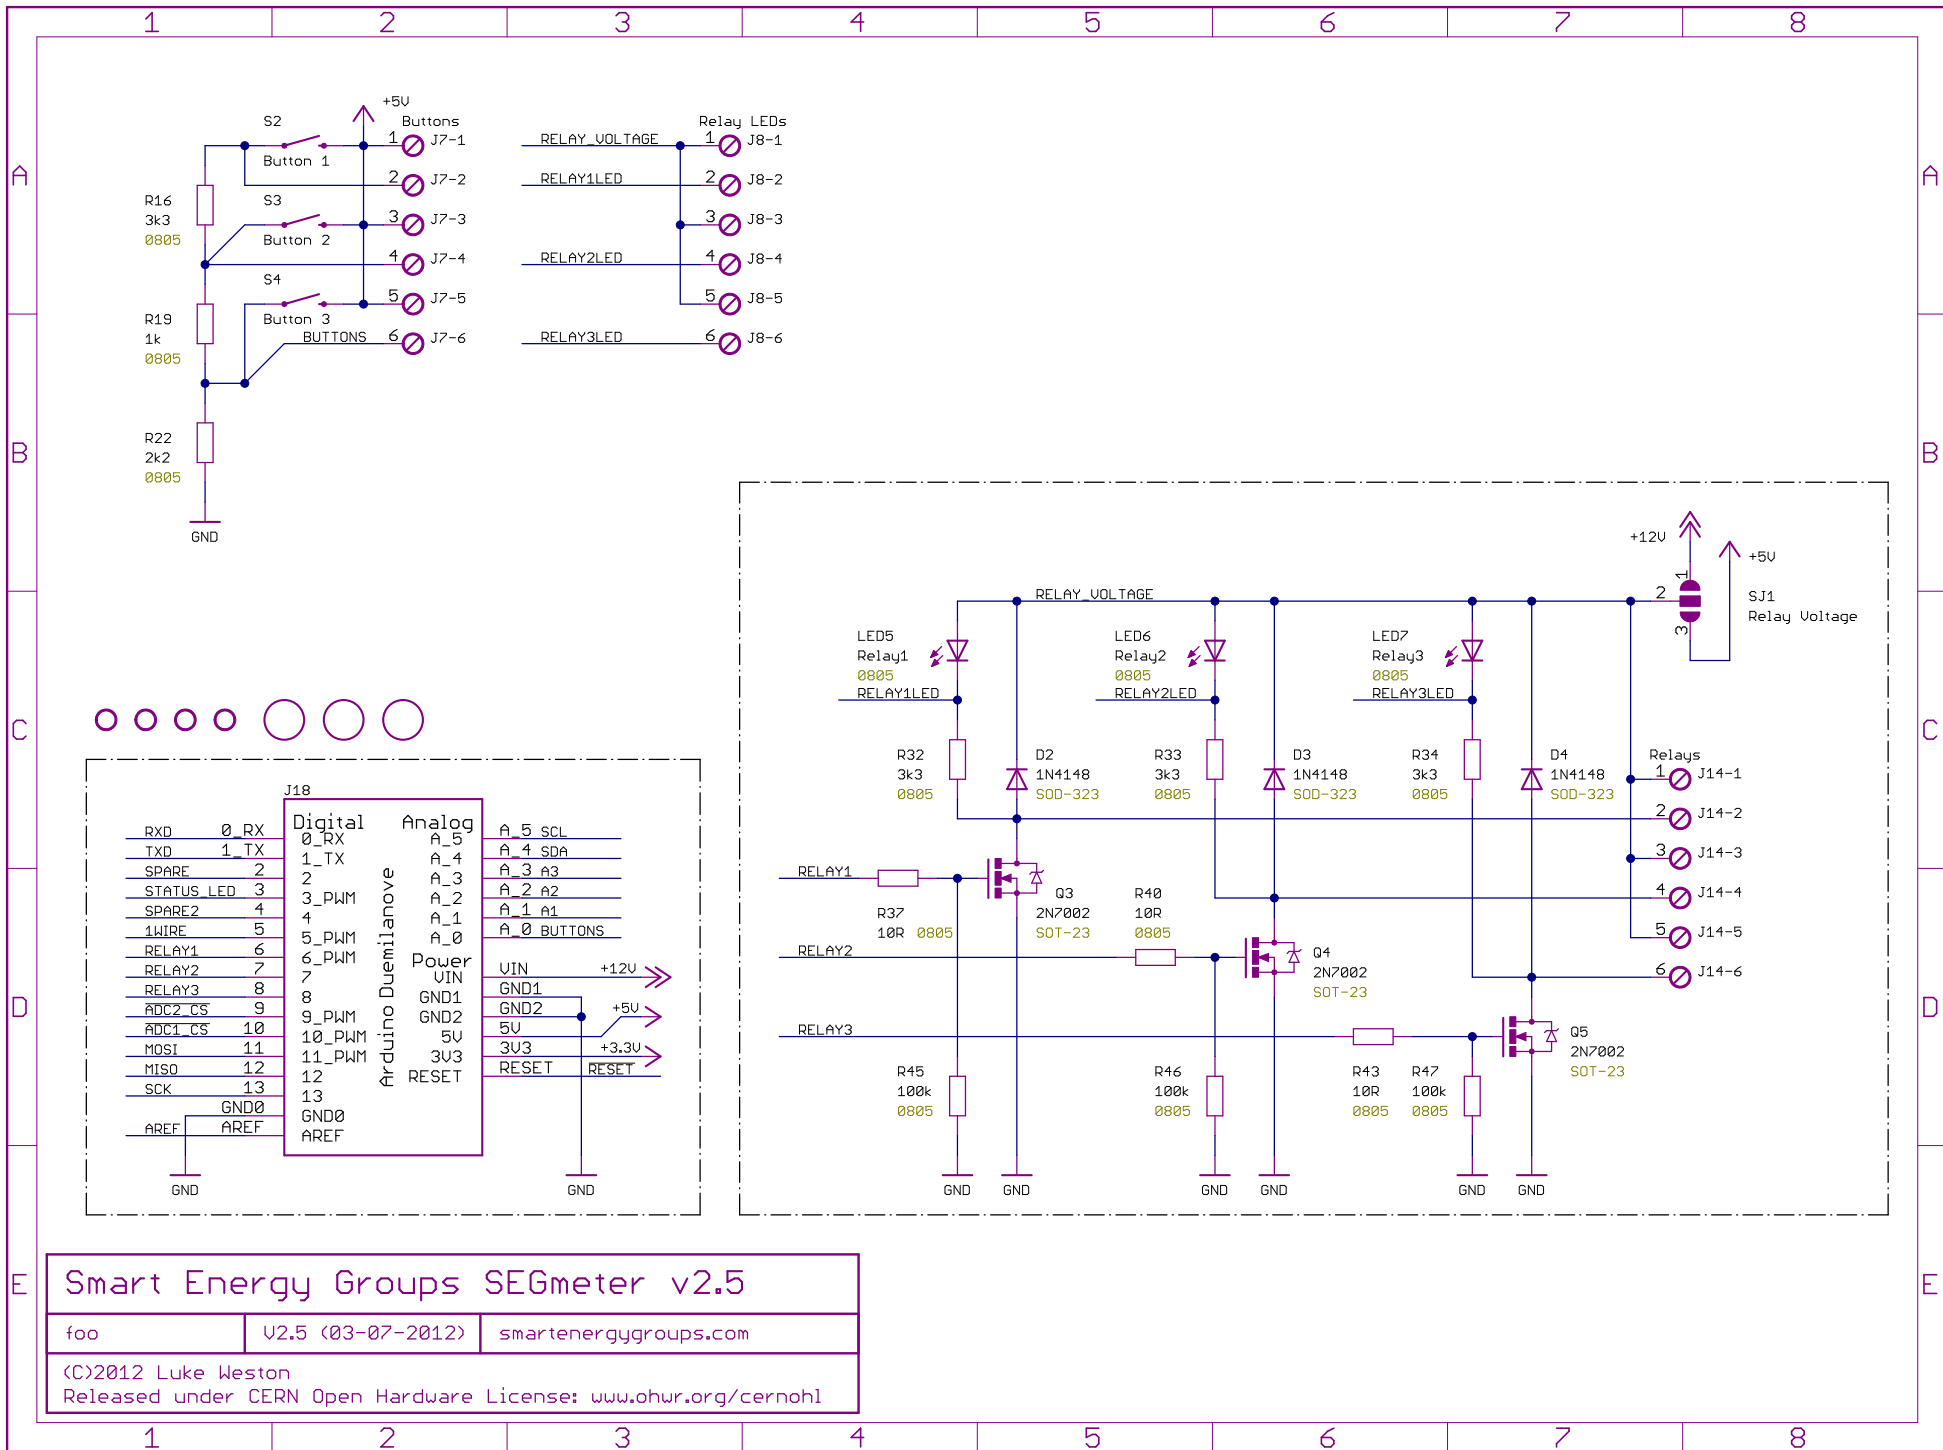 1 2 3 4 5 6 7 8
A A
B B
C C
D D
E E
+5V
S2
Button 1
Buttons
1 J7-1
2 J7-2
3 J7-3
4 J7-4
5 J7-5
6 J7-6
R16
3k3
0805
S3
Button 2
S4
Button 3
BUTTONS
R19
1k
0805
R22
2k2
0805
GND
Relay LEDs
RELAY_VOLTAGE 1 J8-1
RELAY1LED 2 J8-2
3 J8-3
RELAY2LED 4 J8-4
5 J8-5
RELAY3LED 6 J8-6
+12V
+5V
1
2
3
SJ1
Relay Voltage
RELAY_VOLTAGE
LED5
Relay1
0805
RELAY1LED
LED6
Relay2
0805
RELAY2LED
LED7
Relay3
0805
RELAY3LED
R32
3k3
0805
D2
1N4148
SOD-323
R33
3k3
0805
D3
1N4148
SOD-323
R34
3k3
0805
D4
1N4148
SOD-323
Relays
1 J14-1
2 J14-2
3 J14-3
4 J14-4
5 J14-5
6 J14-6
RELAY1
R37
10R 0805
Q3
2N7002
SOT-23
R40
10R
0805
RELAY2
Q4
2N7002
SOT-23
RELAY3
Q5
2N7002
SOT-23
R45
100k
0805
R46
100k
0805
R43
10R
0805
R47
100k
0805
GND GND GND GND GND GND
J18
Digital Analog
Arduino Duemilanove
RXD 0_RX 0_RX A_5 A_5 SCL
TXD 1_TX 1_TX A_4 A_4 SDA
SPARE 2 2 A_3 A_3 A3
STATUS_LED 3 3_PWM A_2 A_2 A2
SPARE2 4 4 A_1 A_1 A1
1WIRE 5 5_PWM A_0 A_0 BUTTONS
RELAY1 6 6_PWM Power
RELAY2 7 7 VIN VIN +12V
RELAY3 8 8 GND1 GND1
ADC2_CS 9 9_PWM GND2 GND2 +5V
ADC1_CS 10 10_PWM 5V 5V
MOSI 11 11_PWM 3V3 3V3 +3.3V
MISO 12 12 RESET RESET RESET
SCK 13 13
GND0 GND0
AREF AREF AREF
GND GND
Smart Energy Groups SEGmeter v2.5
foo V2.5 (03-07-2012) smartenergygroups.com
(C)2012 Luke Weston
Released under CERN Open Hardware License: www.ohwr.org/cernohl
1 2 3 4 5 6 7 8